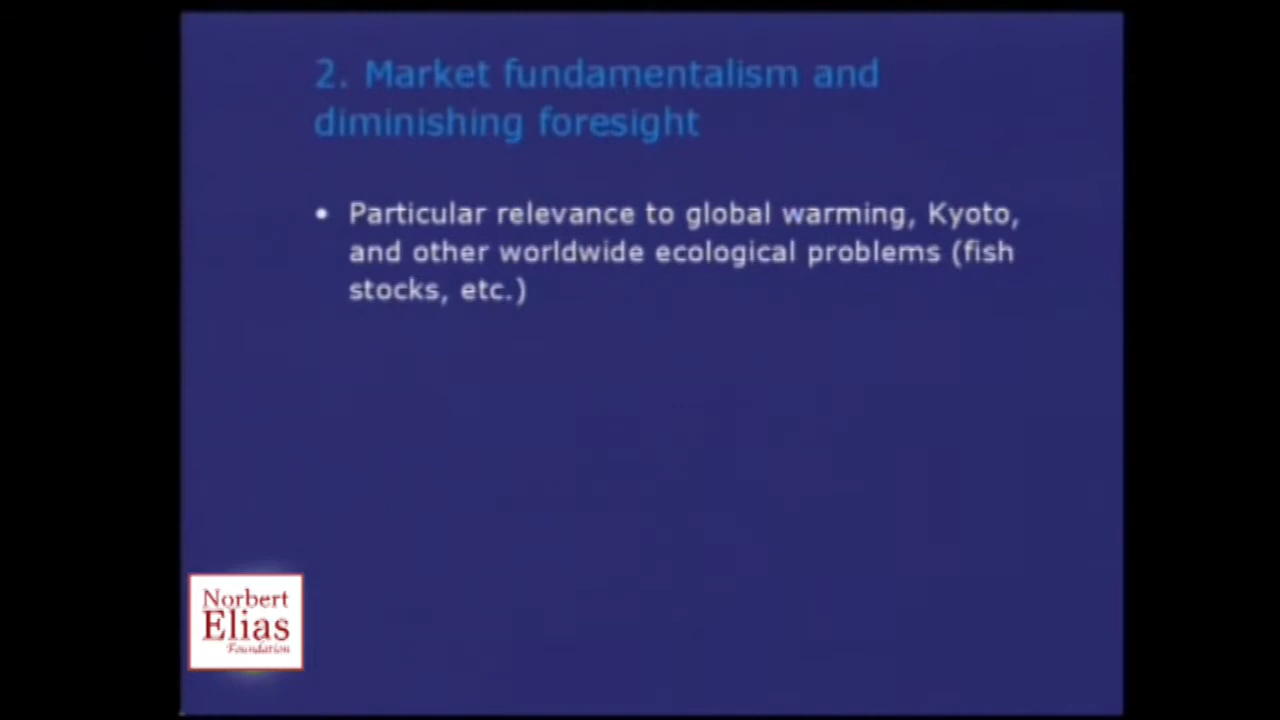 2. Market fundamentalism and
diminishing foresight
• Particular relevance to global warming, Kyoto,
and other worldwide ecological problems (fish
stocks, etc.)
Norbert
Elias
Foundation